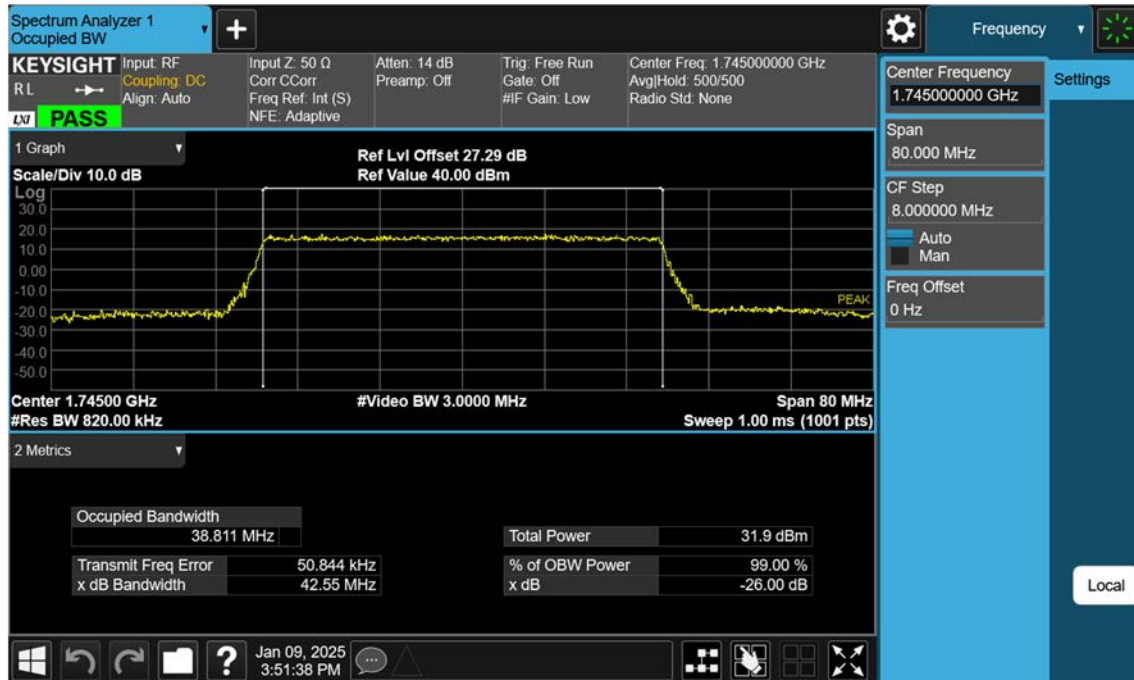 Spectrum Analyzer 1
Occupied BW
+
Frequency
KEYSIGHT
R L
LXI
PASS
Input: RF
Coupling: DC
Align: Auto
Input Z: 50 Ω
Corr CCorr
Freq Ref: Int (S)
NFE: Adaptive
Atten: 14 dB
Preamp: Off
Trig: Free Run
Gate: Off
#IF Gain: Low
Center Freq: 1.745000000 GHz
Avg|Hold: 500/500
Radio Std: None
1 Graph
Scale/Div 10.0 dB
Ref Lvl Offset 27.29 dB
Ref Value 40.00 dBm
Log
30.0
20.0
10.0
0.00
-10.0
-20.0
-30.0
-40.0
-50.0
PEAK
Center 1.74500 GHz
#Video BW 3.0000 MHz
Span 80 MHz
#Res BW 820.00 kHz
Sweep 1.00 ms (1001 pts)
2 Metrics
Occupied Bandwidth
38.811 MHz
Total Power 31.9 dBm
Transmit Freq Error 50.844 kHz
% of OBW Power 99.00 %
x dB Bandwidth 42.55 MHz
x dB -26.00 dB
Center Frequency
1.745000000 GHz
Settings
Span
80.000 MHz
CF Step
8.000000 MHz
Auto
Man
Freq Offset
0 Hz
Local
?
Jan 09, 2025
3:51:38 PM